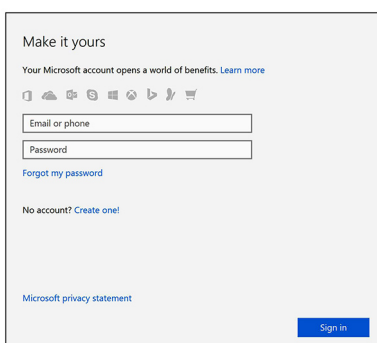 Make it yours
Your Microsoft account opens a world of benefits. Learn more
Email or phone
Password
Forgot my password
No account? Create one!
Microsoft privacy statement
Sign in